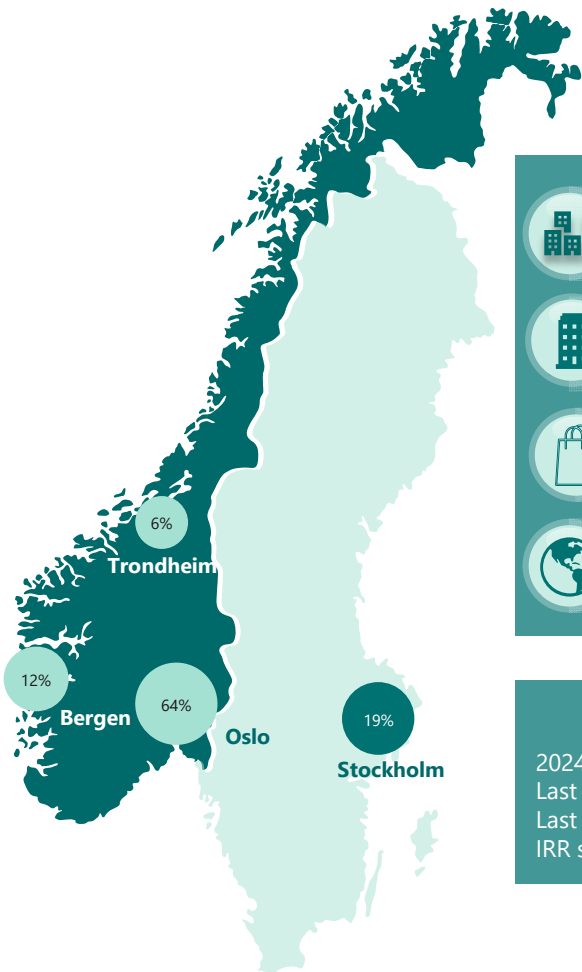 6%
Trondheim
12%
Bergen
64%
Oslo
19%
Stockholm
2024
Last
Last
IRR s